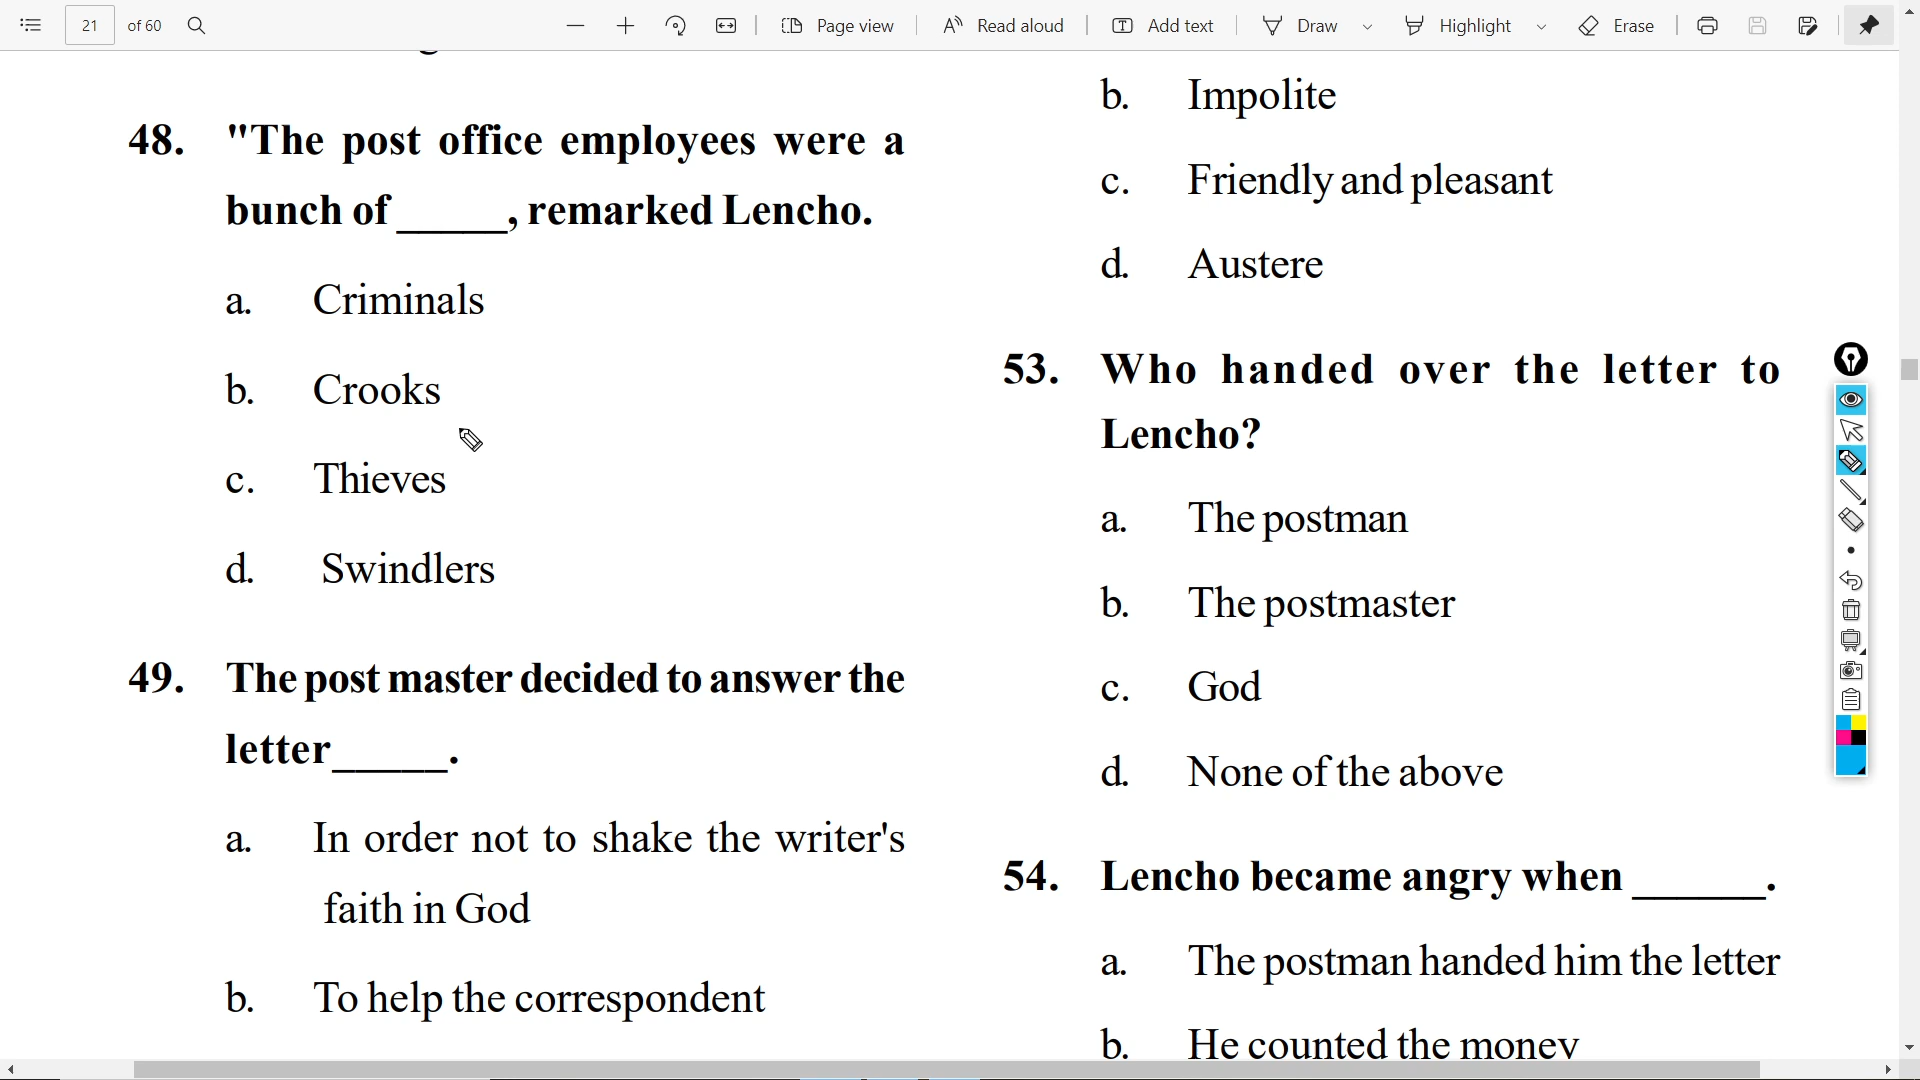 21 of 60 Page view Read aloud Add text Draw Highlight Erase
48. "The post office employees were a
bunch of _____, remarked Lencho.
a. Criminals
b. Crooks
c. Thieves
d. Swindlers
49. The post master decided to answer the
letter_____.
a. In order not to shake the writer's
faith in God
b. To help the correspondent
b. Impolite
c. Friendly and pleasant
d. Austere
53. Who handed over the letter to
Lencho?
a. The postman
b. The postmaster
c. God
d. None of the above
54. Lencho became angry when ______.
a. The postman handed him the letter
b. He counted the money